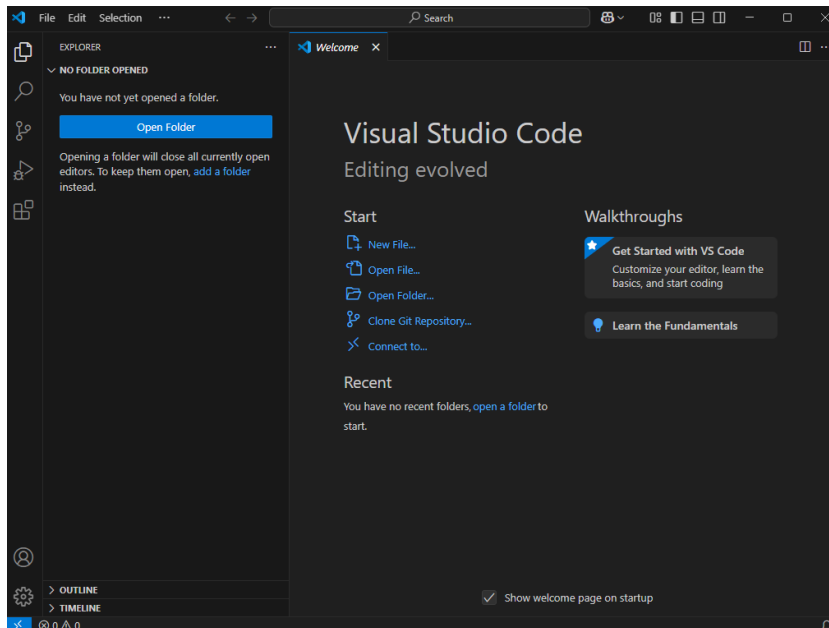 File Edit Selection ··· Search
EXPLORER ···
NO FOLDER OPENED
You have not yet opened a folder.
Open Folder
Opening a folder will close all currently open
editors. To keep them open, add a folder
instead.
OUTLINE
TIMELINE
Welcome
Visual Studio Code
Editing evolved
Start
New File...
Open File...
Open Folder...
Clone Git Repository...
Connect to...
Recent
You have no recent folders, open a folder to
start.
Walkthroughs
Get Started with VS Code
Customize your editor, learn the
basics, and start coding
Learn the Fundamentals
Show welcome page on startup
0 0